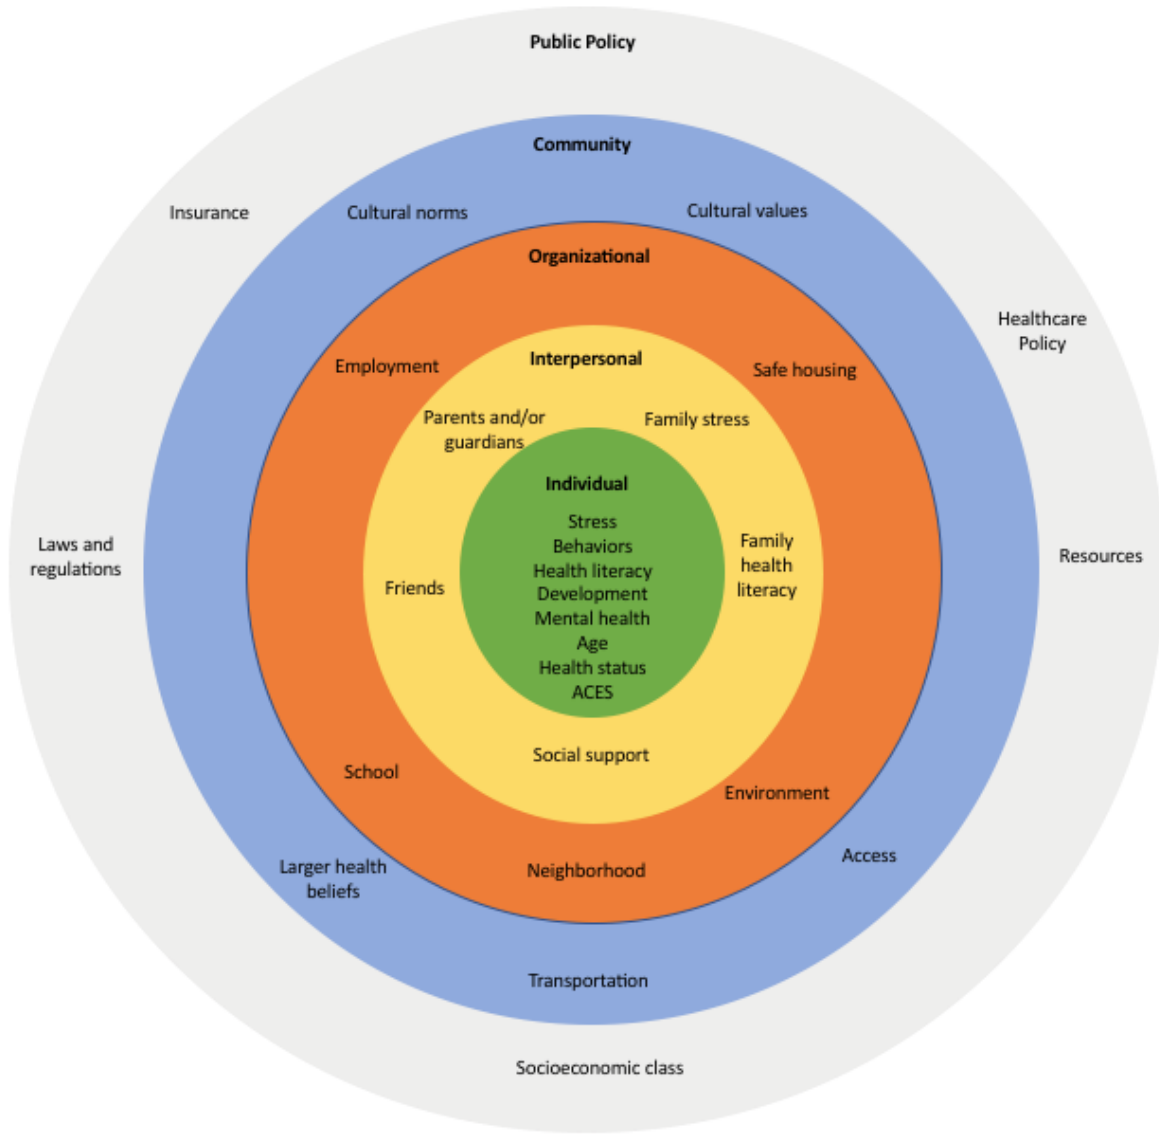 Public Policy
Community
Insurance
Cultural norms
Cultural values
Organizational
Healthcare
Policy
Employment
Interpersonal
Safe housing
Parents and/or
guardians
Family stress
Individual
Stress
Behaviors
Health literacy
Development
Mental health
Age
Health status
ACES
Laws and
regulations
Friends
Family
health
literacy
Resources
Social support
School
Environment
Larger health
beliefs
Neighborhood
Access
Transportation
Socioeconomic class